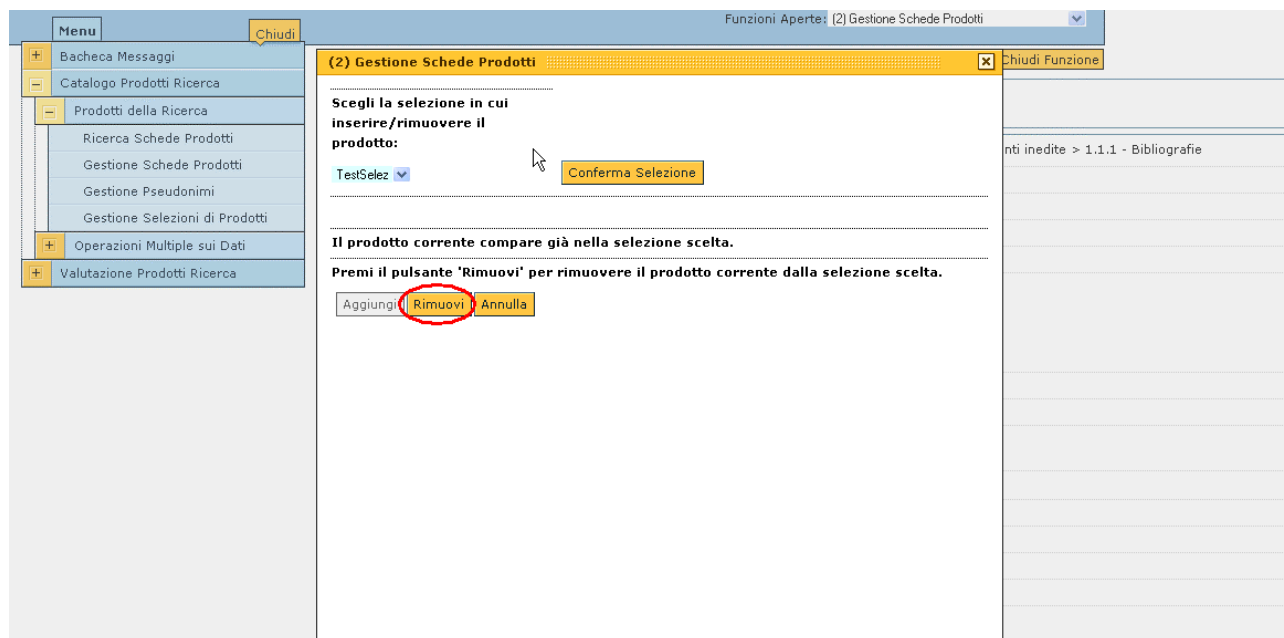 Funzioni Aperte: (2) Gestione Schede Prodotti
Menu
Chiudi
Bacheca Messaggi
Catalogo Prodotti Ricerca
Prodotti della Ricerca
Ricerca Schede Prodotti
Gestione Schede Prodotti
Gestione Pseudonimi
Gestione Selezioni di Prodotti
Operazioni Multiple sui Dati
Valutazione Prodotti Ricerca
(2) Gestione Schede Prodotti
Chiudi Funzione
Scegli la selezione in cui
inserire/rimuovere il
prodotto:
TestSelez
Conferma Selezione
nti inedite > 1.1.1 - Bibliografie
Il prodotto corrente compare già nella selezione scelta.
Premi il pulsante 'Rimuovi' per rimuovere il prodotto corrente dalla selezione scelta.
Aggiungi Rimuovi Annulla